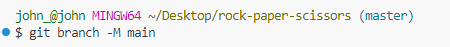 john_@john MINGW64 ~/Desktop/rock-paper-scissors (master)
$ git branch -M main